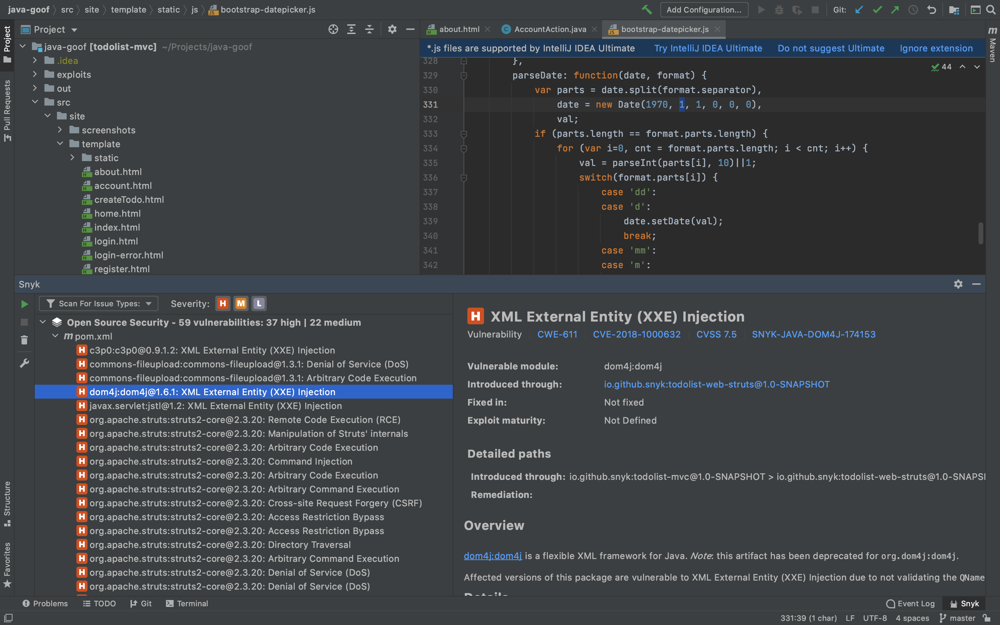 java-goof src site template static js bootstrap-datepicker.js Add Configuration... Git:
Project
Pull Requests
Structure
Favorites
Maven
Project
java-goof [todolist-mvc] ~/Projects/java-goof
.idea
exploits
out
src
site
screenshots
template
static
about.html
account.html
createTodo.html
home.html
index.html
login.html
login-error.html
register.html
about.html AccountAction.java bootstrap-datepicker.js
*.js files are supported by IntelliJ IDEA Ultimate Try IntelliJ IDEA Ultimate Do not suggest Ultimate Ignore extension
44
328 },
329 parseDate: function(date, format) {
330 var parts = date.split(format.separator),
331 date = new Date(1970, 1, 1, 0, 0, 0),
332 val;
333 if (parts.length == format.parts.length) {
334 for (var i=0, cnt = format.parts.length; i < cnt; i++) {
335 val = parseInt(parts[i], 10)||1;
336 switch(format.parts[i]) {
337 case 'dd':
338 case 'd':
339 date.setDate(val);
340 break;
341 case 'mm':
342 case 'm':
Snyk
Scan For Issue Types: Severity: H M L
Open Source Security - 59 vulnerabilities: 37 high | 22 medium
pom.xml
H c3p0:c3p0@0.9.1.2: XML External Entity (XXE) Injection
H commons-fileupload:commons-fileupload@1.3.1: Denial of Service (DoS)
H commons-fileupload:commons-fileupload@1.3.1: Arbitrary Code Execution
H dom4j:dom4j@1.6.1: XML External Entity (XXE) Injection
H javax.servlet:jstl@1.2: XML External Entity (XXE) Injection
H org.apache.struts:struts2-core@2.3.20: Remote Code Execution (RCE)
H org.apache.struts:struts2-core@2.3.20: Manipulation of Struts' internals
H org.apache.struts:struts2-core@2.3.20: Arbitrary Code Execution
H org.apache.struts:struts2-core@2.3.20: Command Injection
H org.apache.struts:struts2-core@2.3.20: Arbitrary Code Execution
H org.apache.struts:struts2-core@2.3.20: Arbitrary Command Execution
H org.apache.struts:struts2-core@2.3.20: Cross-site Request Forgery (CSRF)
H org.apache.struts:struts2-core@2.3.20: Access Restriction Bypass
H org.apache.struts:struts2-core@2.3.20: Access Restriction Bypass
H org.apache.struts:struts2-core@2.3.20: Directory Traversal
H org.apache.struts:struts2-core@2.3.20: Arbitrary Command Execution
H org.apache.struts:struts2-core@2.3.20: Denial of Service (DoS)
H org.apache.struts:struts2-core@2.3.20: Denial of Service (DoS)
H XML External Entity (XXE) Injection
Vulnerability CWE-611 CVE-2018-1000632 CVSS 7.5 SNYK-JAVA-DOM4J-174153
Vulnerable module: dom4j:dom4j
Introduced through: io.github.snyk:todolist-web-struts@1.0-SNAPSHOT
Fixed in: Not fixed
Exploit maturity: Not Defined
Detailed paths
Introduced through: io.github.snyk:todolist-mvc@1.0-SNAPSHOT > io.github.snyk:todolist-web-struts@1.0-SNAPS
Remediation:
Overview
dom4j:dom4j is a flexible XML framework for Java. Note: this artifact has been deprecated for org.dom4j:dom4j.
Affected versions of this package are vulnerable to XML External Entity (XXE) Injection due to not validating the QName
Details
Problems TODO Git Terminal Event Log Snyk
331:39 (1 char) LF UTF-8 4 spaces master